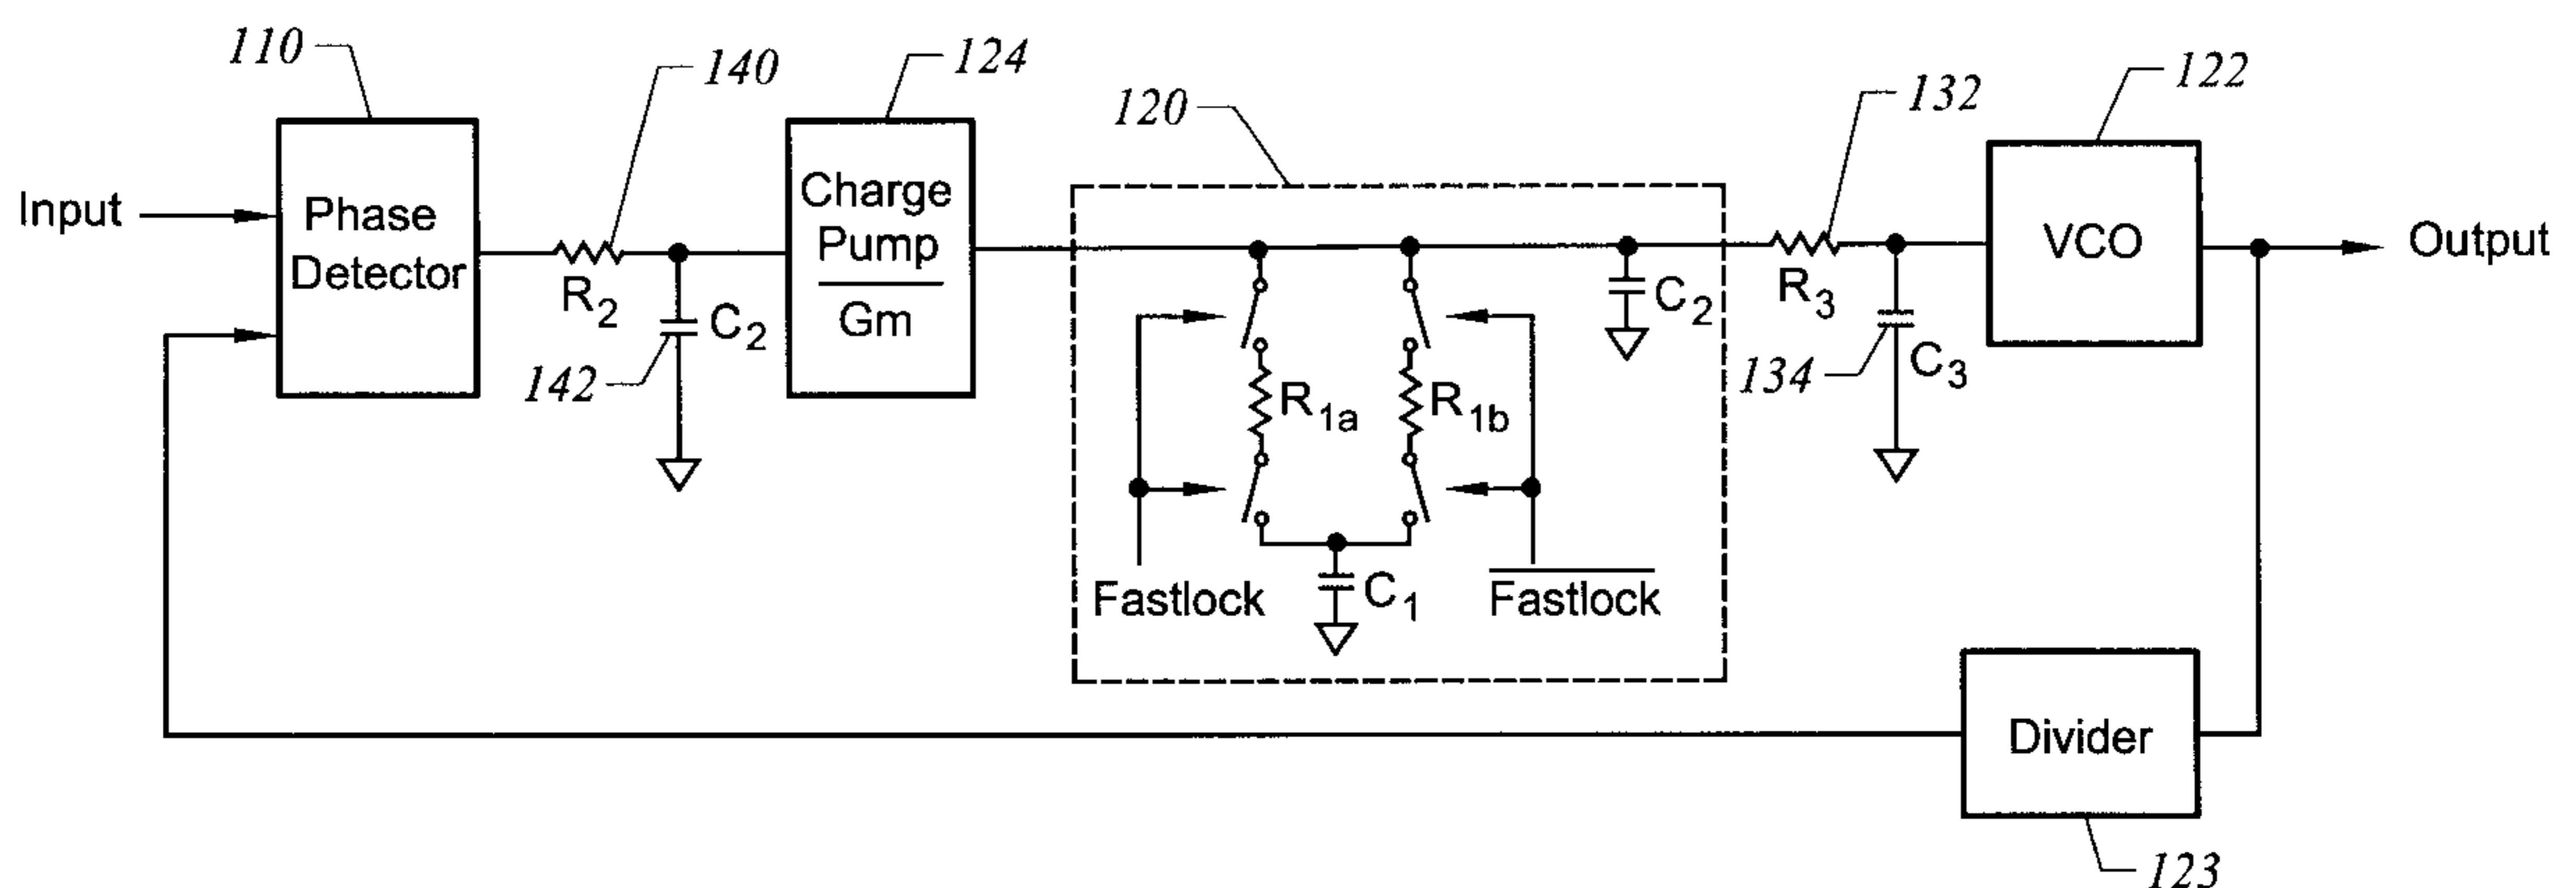 110
140
124
120
132
122
Input
Phase
Detector
R2
C2
142
Charge
Pump
Gm
R1a
R1b
C2
Fastlock
C1
Fastlock
R3
C3
134
VCO
Output
Divider
123